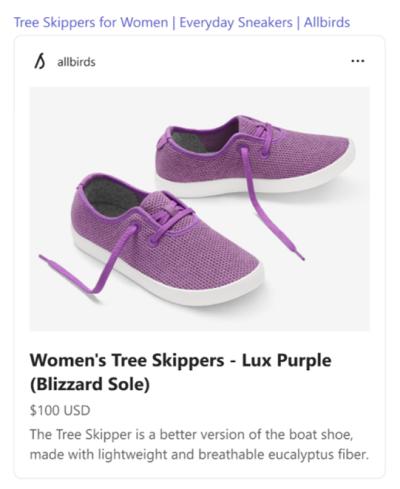 Tree Skippers for Women | Everyday Sneakers | Allbirds
allbirds
Women's Tree Skippers - Lux Purple
(Blizzard Sole)
$100 USD
The Tree Skipper is a better version of the boat shoe,
made with lightweight and breathable eucalyptus fiber.